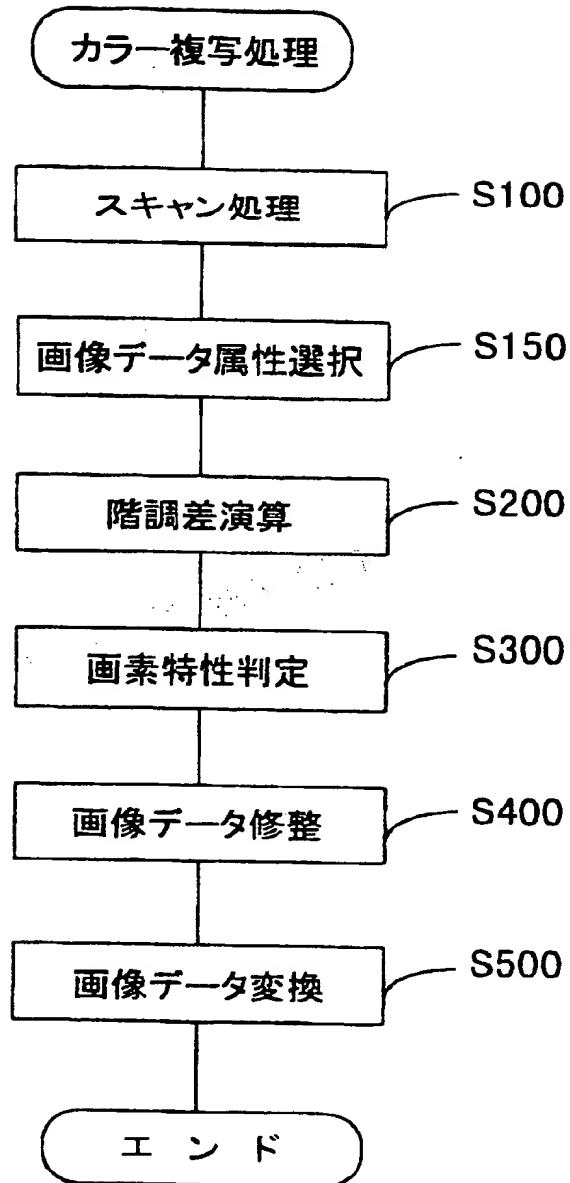 カラー複写処理
スキャン処理 S100
画像データ属性選択 S150
階調差演算 S200
画素特性判定 S300
画像データ修整 S400
画像データ変換 S500
エンド